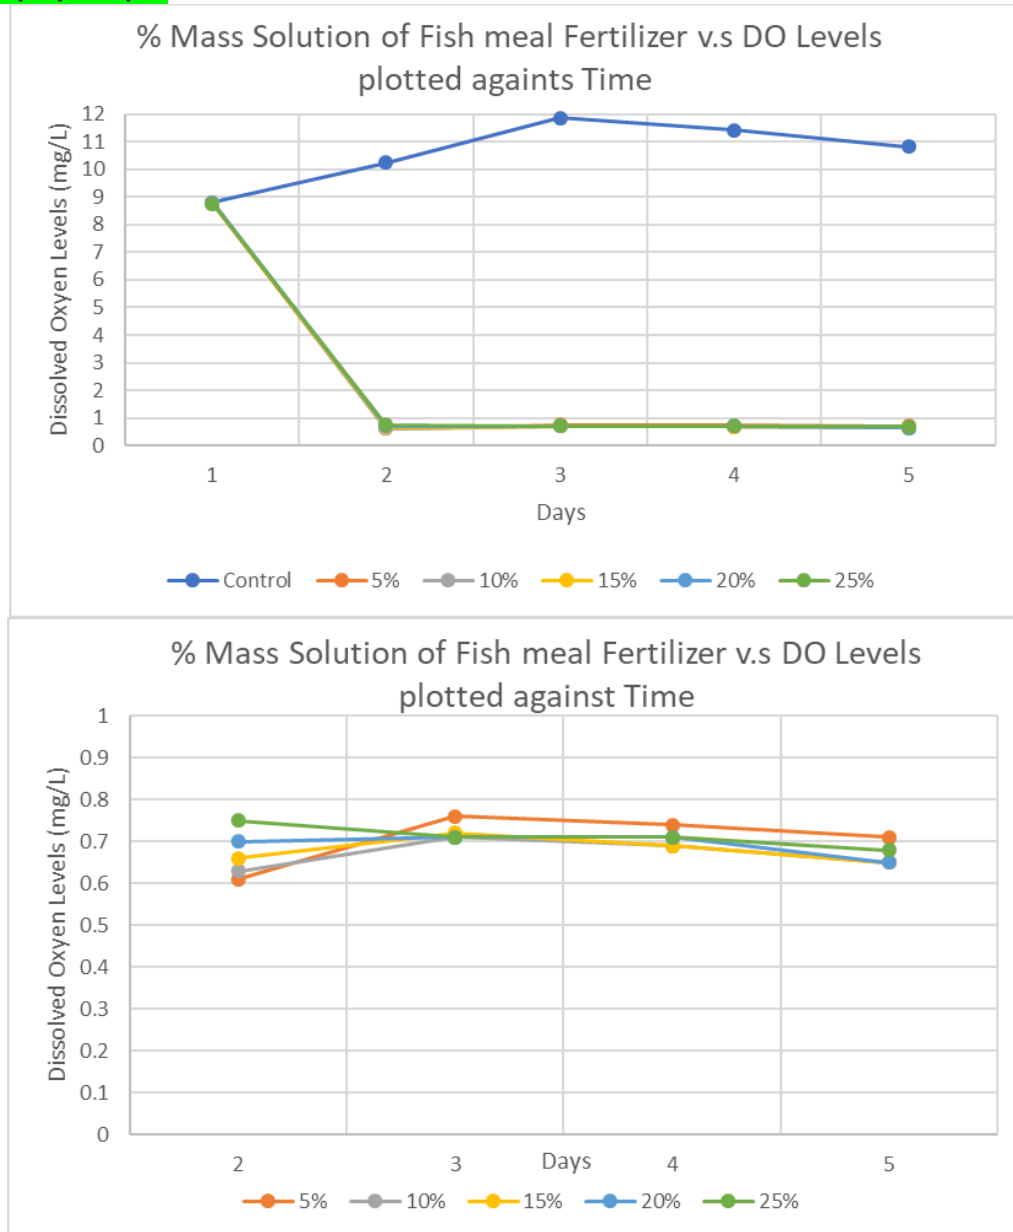 % Mass Solution of Fish meal Fertilizer v.s DO Levels
plotted againts Time
Dissolved Oxyen Levels (mg/L)
12
11
10
9
8
7
6
5
4
3
2
1
0
1 2 3 4 5
Days
Control 5% 10% 15% 20% 25%
% Mass Solution of Fish meal Fertilizer v.s DO Levels
plotted against Time
Dissolved Oxyen Levels (mg/L)
1
0.9
0.8
0.7
0.6
0.5
0.4
0.3
0.2
0.1
0
2 3 4 5
Days
5% 10% 15% 20% 25%